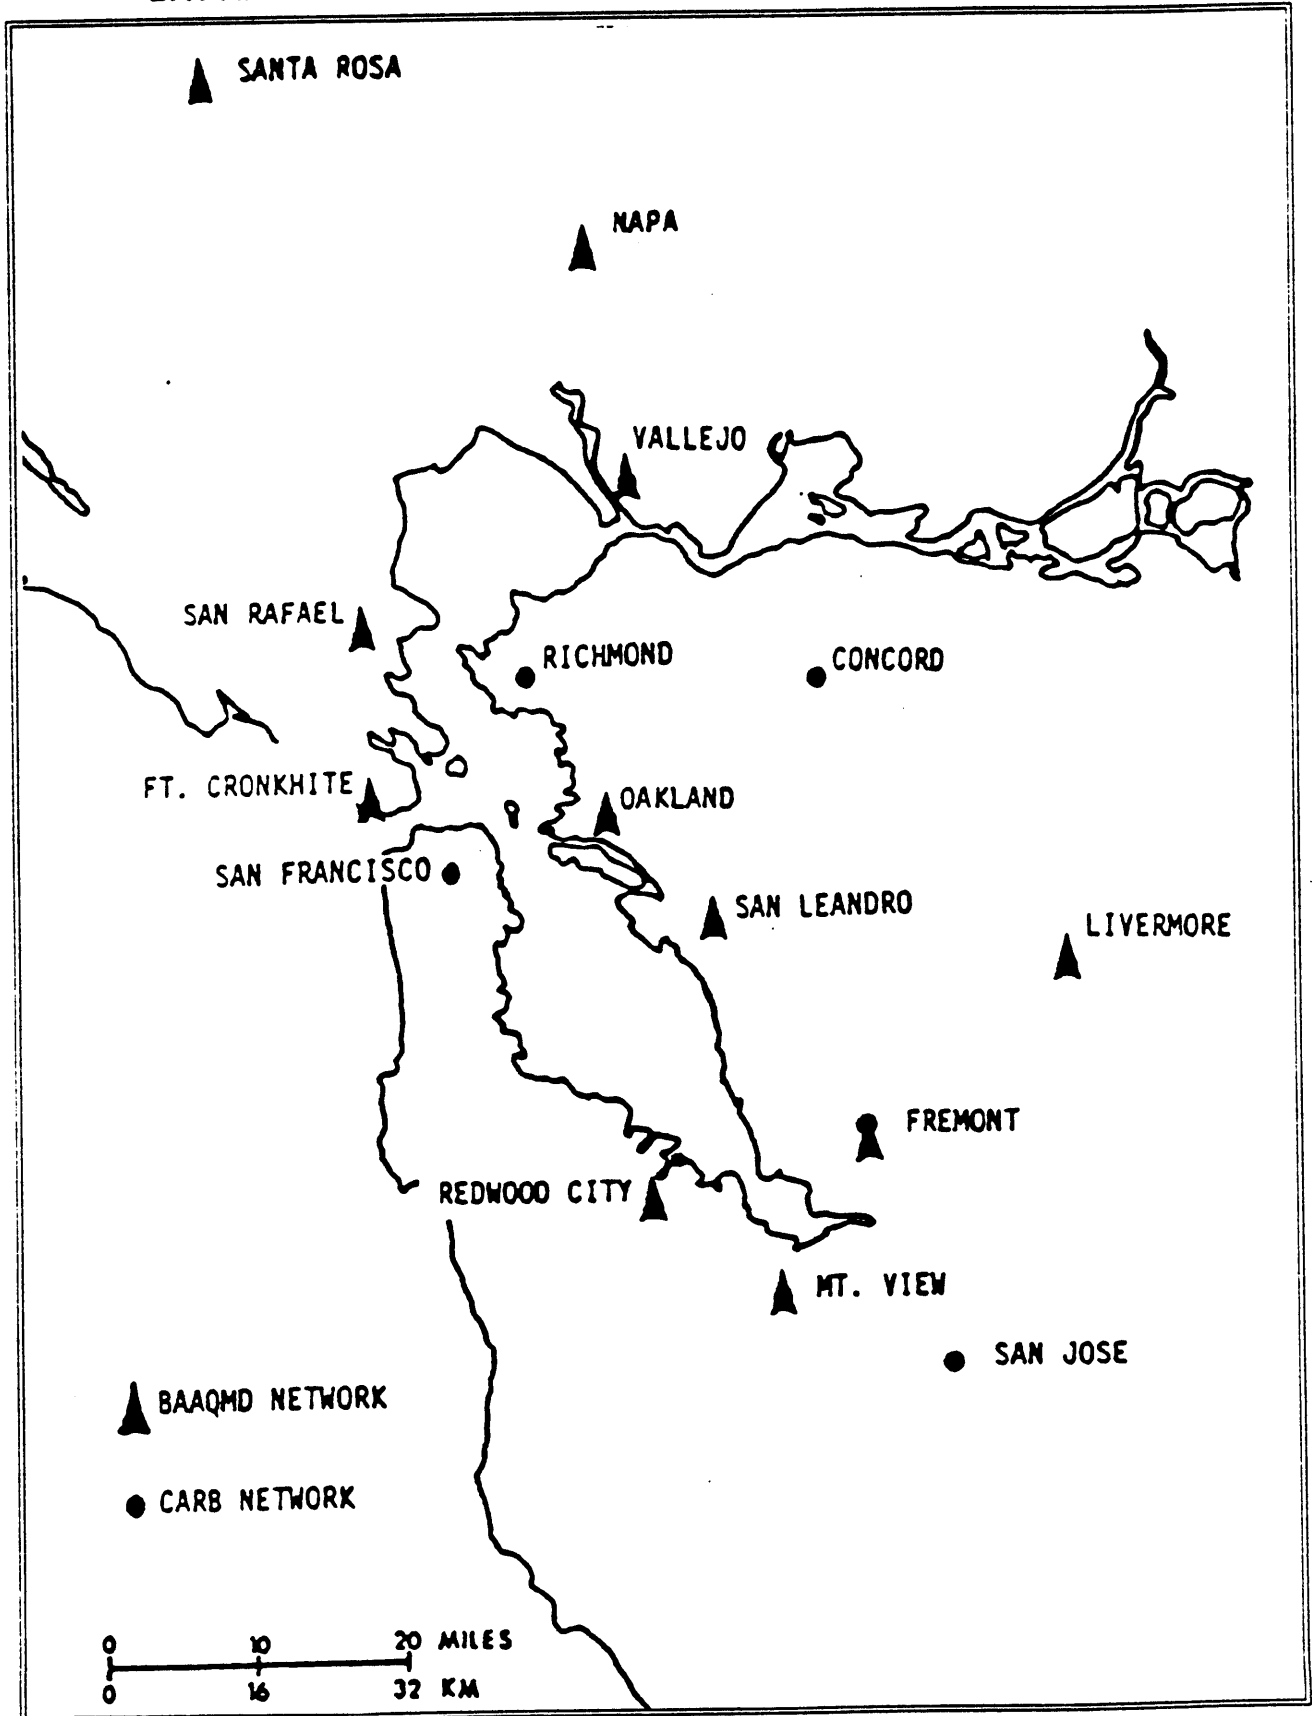 SANTA ROSA
NAPA
VALLEJO
SAN RAFAEL
RICHMOND
CONCORD
FT. CRONKHITE
OAKLAND
SAN FRANCISCO
SAN LEANDRO
LIVERMORE
FREMONT
REDWOOD CITY
MT. VIEW
SAN JOSE
BAAQMD NETWORK
CARB NETWORK
0 10 20 MILES
0 16 32 KM